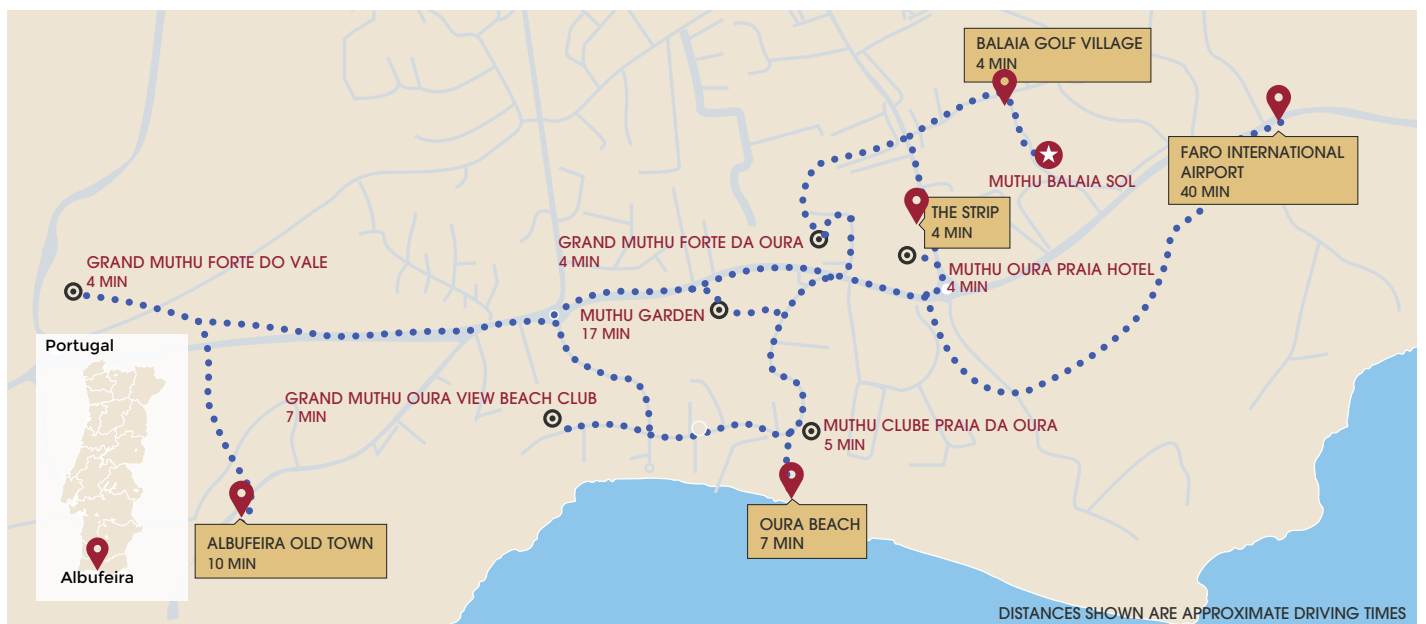 BALAIA GOLF VILLAGE
4 MIN
FARO INTERNATIONAL
AIRPORT
40 MIN
MUTHU BALAIA SOL
THE STRIP
4 MIN
GRAND MUTHU FORTE DA OURA
4 MIN
MUTHU OURA PRAIA HOTEL
4 MIN
GRAND MUTHU FORTE DO VALE
4 MIN
MUTHU GARDEN
17 MIN
Portugal
Albufeira
GRAND MUTHU OURA VIEW BEACH CLUB
7 MIN
MUTHU CLUBE PRAIA DA OURA
5 MIN
ALBUFEIRA OLD TOWN
10 MIN
OURA BEACH
7 MIN
DISTANCES SHOWN ARE APPROXIMATE DRIVING TIMES